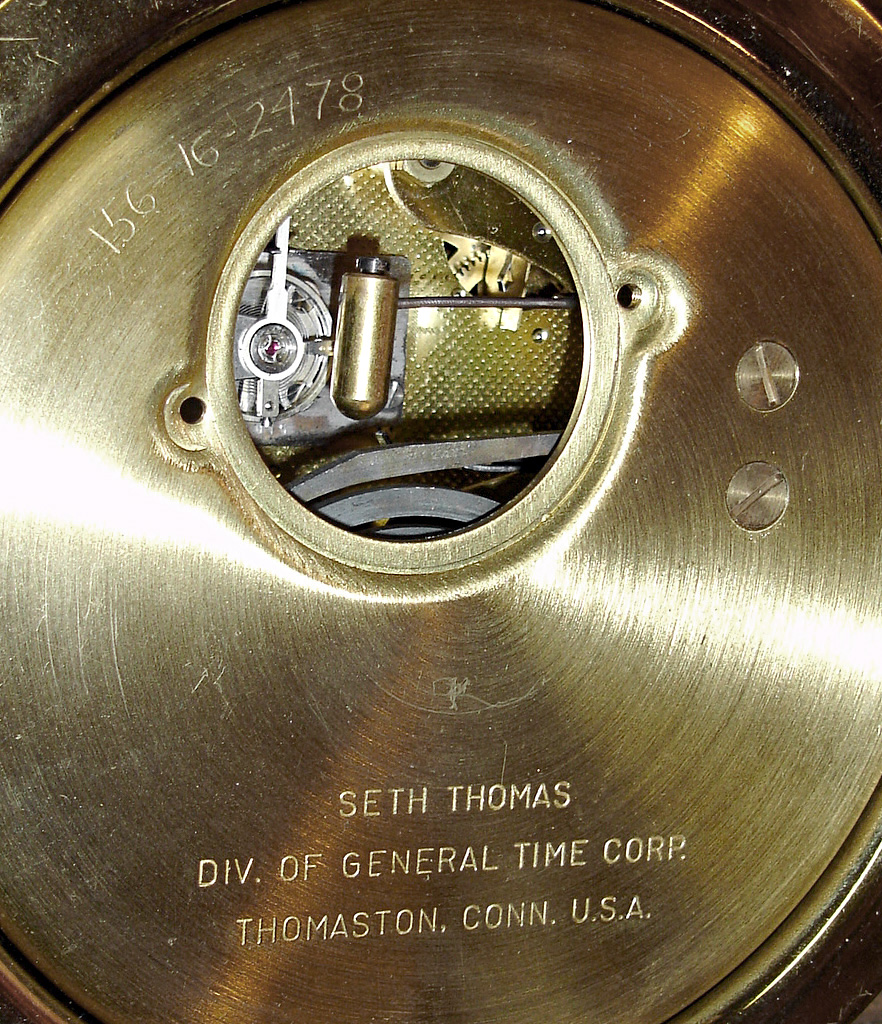 156-16-2478
SETH THOMAS
DIV. OF GENERAL TIME CORP.
THOMASTON, CONN. U.S.A.